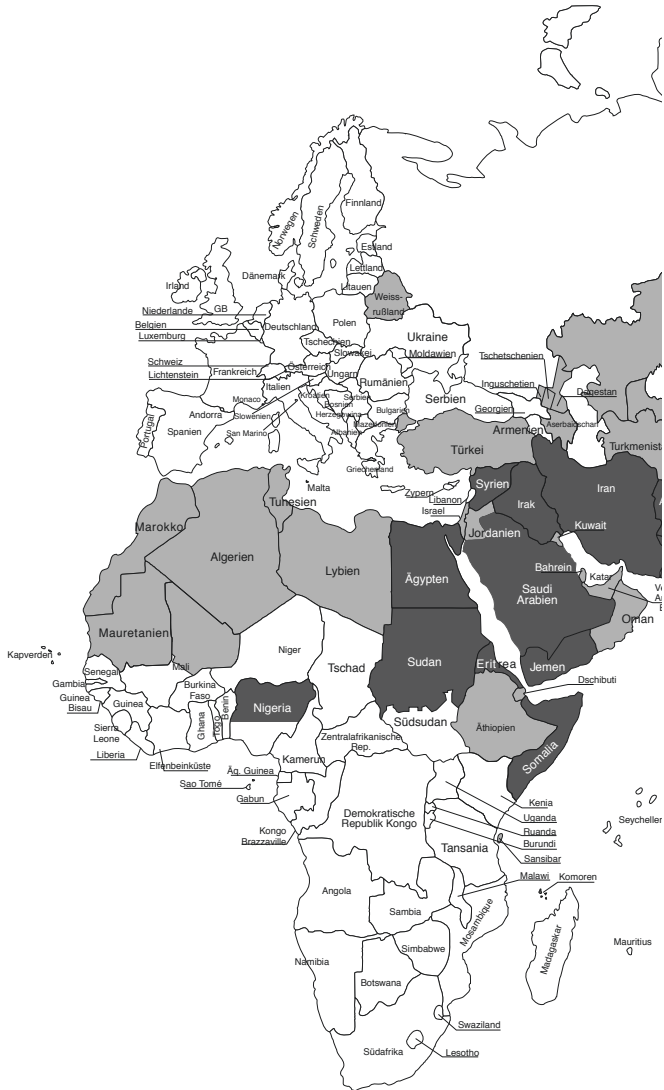 Finnland
Norwegen
Schweden
Estland
Lettland
Litauen
Dänemark
Irland
GB
Weiss-
rußland
Niederlande
Belgien
Luxemburg
Deutschland
Polen
Ukraine
Tschechien
Slowakei
Moldawien
Tschetschenien
Schweiz
Liechtenstein
Frankreich
Österreich
Ungarn
Italien
Rumänien
Inguschetien
Dagestan
Monaco
Kroatien
Serbien
Bosnien
Herzegowina
Serbien
Georgien
Portugal
Andorra
Slowenien
Bulgarien
Mazedonien
Armenien
Aserbaidschan
Spanien
San Marino
Albanien
Türkei
Turkmenista
Griechenland
Malta
Tunesien
Zypern
Libanon
Israel
Syrien
Irak
Iran
Marokko
Algerien
Lybien
Ägypten
Jordanien
Kuwait
Bahrein
Katar
Saudi
Arabien
Oman
Mauretanien
Kapverden
Mali
Niger
Tschad
Sudan
Eritrea
Jemen
Dschibuti
Senegal
Gambia
Guinea
Bisau
Guinea
Burkina
Faso
Sierra
Leone
Liberia
Elfenbeinküste
Ghana
Togo
Benin
Nigeria
Südsudan
Äthiopien
Somalia
Zentralafrikanische
Rep.
Kamerun
Äq. Guinea
Sao Tomé
Gabun
Kongo
Brazzaville
Demokratische
Republik Kongo
Kenia
Uganda
Ruanda
Burundi
Sansibar
Tansania
Seychellen
Malawi
Komoren
Angola
Sambia
Mosambique
Madagaskar
Mauritius
Simbabwe
Namibia
Botswana
Swaziland
Südafrika
Lesotho